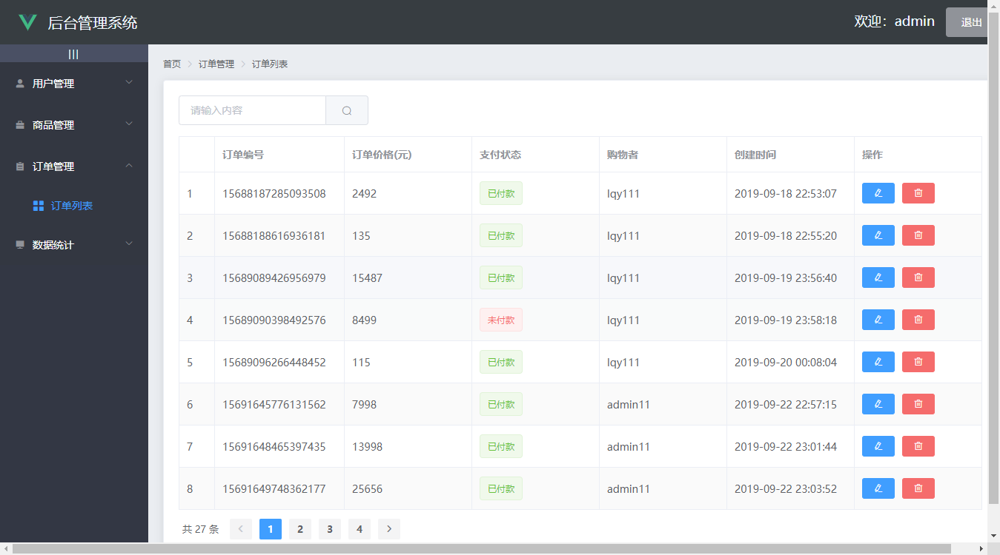 后台管理系统
欢迎：admin 退出
|||
用户管理
商品管理
订单管理
订单列表
数据统计
首页 > 订单管理 > 订单列表
请输入内容
订单编号 订单价格(元) 支付状态 购物者 创建时间 操作
1 15688187285093508 2492 已付款 lqy111 2019-09-18 22:53:07
2 15688188616936181 135 已付款 lqy111 2019-09-18 22:55:20
3 15689089426956979 15487 已付款 lqy111 2019-09-19 23:56:40
4 15689090398492576 8499 未付款 lqy111 2019-09-19 23:58:18
5 15689096266448452 115 已付款 lqy111 2019-09-20 00:08:04
6 15691645776131562 7998 已付款 admin11 2019-09-22 22:57:15
7 15691648465397435 13998 已付款 admin11 2019-09-22 23:01:44
8 15691649748362177 25656 已付款 admin11 2019-09-22 23:03:52
共 27 条 < 1 2 3 4 >